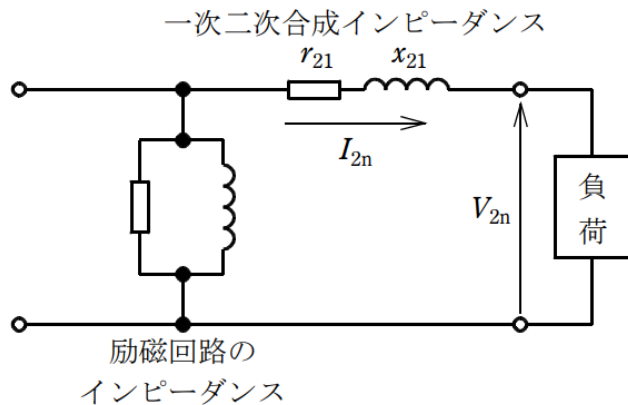 一次二次合成インピーダンス
r21 x21
I2n
V2n
負
荷
励磁回路の
インピーダンス